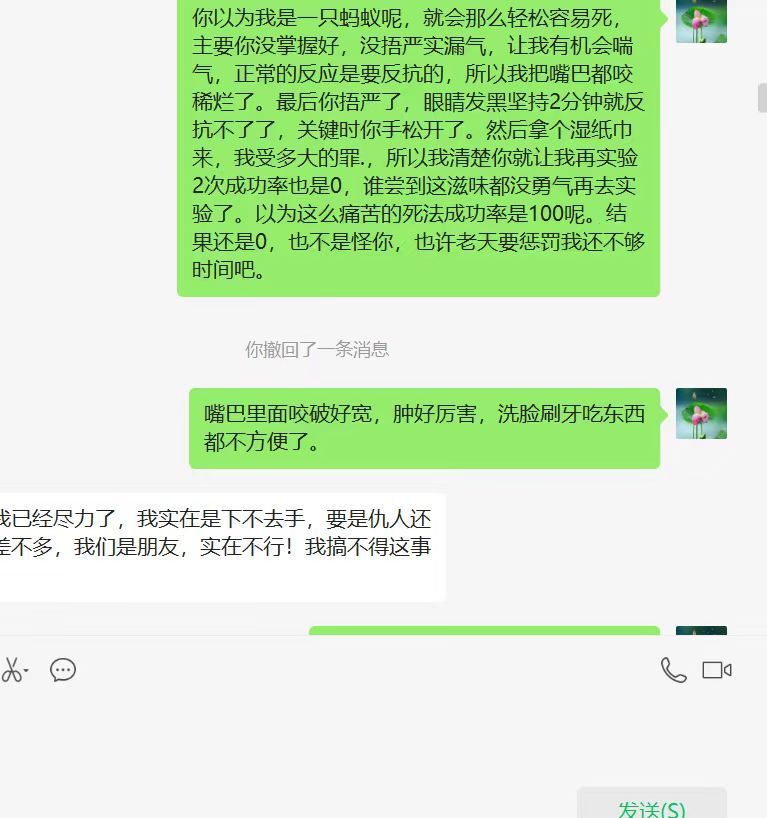 你以为我是一只蚂蚁呢，就会那么轻松容易死，
主要你没掌握好，没捂严实漏气，让我有机会喘
气，正常的反应是要反抗的，所以我把嘴巴都咬
稀烂了。最后你捂严了，眼睛发黑坚持2分钟就反
抗不了了，关键时你手松开了。然后拿个湿纸巾
来，我受多大的罪.，所以我清楚你就让我再实验
2次成功率也是0，谁尝到这滋味都没勇气再去实
验了。以为这么痛苦的死法成功率是100呢。结
果还是0，也不是怪你，也许老天要惩罚我还不够
时间吧。
你撤回了一条消息
嘴巴里面咬破好宽，肿好厉害，洗脸刷牙吃东西
都不方便了。
我已经尽力了，我实在是下不去手，要是仇人还
差不多，我们是朋友，实在不行！我搞不得这事
发送(S)